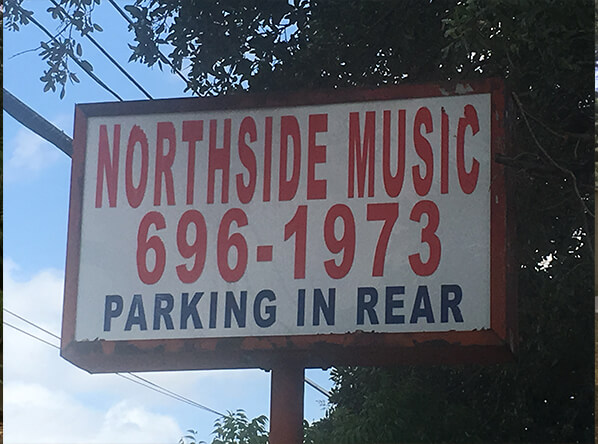 NORTHSIDE MUSIC
696-1973
PARKING IN REAR